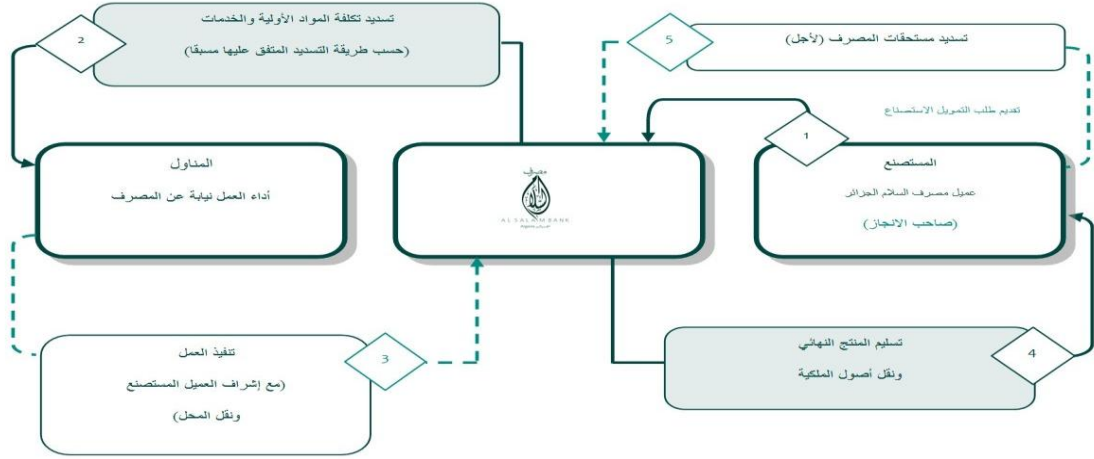 تسديد مستحقات المصرف (لأجل)
5
تسديد تكلفة المواد الأولية والخدمات
(حسب طريقة التسديد المتفق عليها مسبقا)
2
تقديم طلب التمويل الاستصناع
1
المستصنع
عميل مصرف السلام الجزائر
(صاحب الانجاز)
مصرف
السلام
AL SALAM BANK
المناول
أداء العمل نيابة عن المصرف
تسليم المنتج النهائي
ونقل أصول الملكية
4
تنفيذ العمل
(مع إشراف العميل المستصنع
ونقل المحل)
3